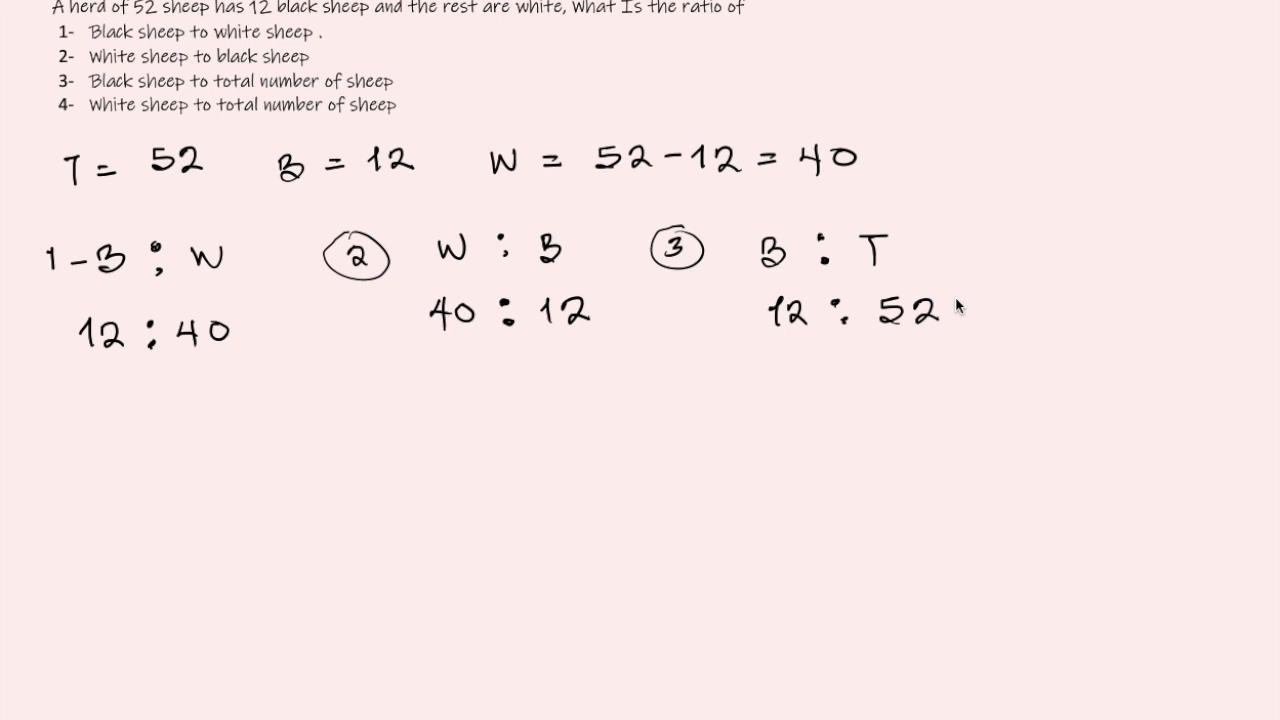 A herd of 52 sheep has 12 black sheep and the rest are white, What Is the ratio of
1- Black sheep to white sheep .
2- White sheep to black sheep
3- Black sheep to total number of sheep
4- White sheep to total number of sheep
T = 52 B = 12 W = 52 - 12 = 40
1 - B : W 2 W : B 3 B : T
12 : 40 40 : 12 12 : 52